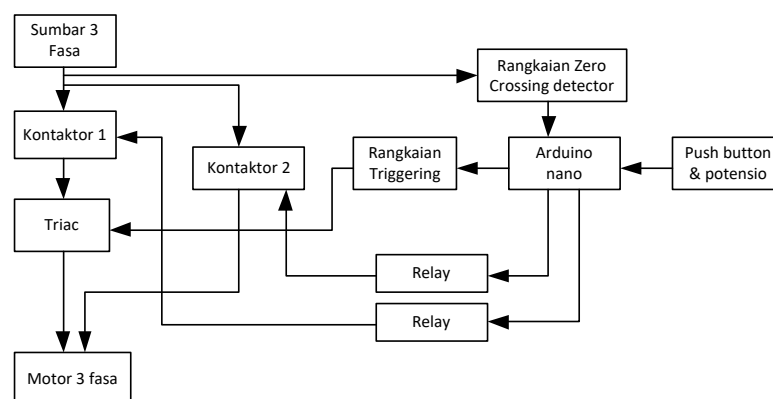 Sumbar 3
Fasa
Rangkaian Zero
Crossing detector
Kontaktor 1
Kontaktor 2
Rangkaian
Triggering
Arduino
nano
Push button
& potensio
Triac
Relay
Relay
Motor 3 fasa